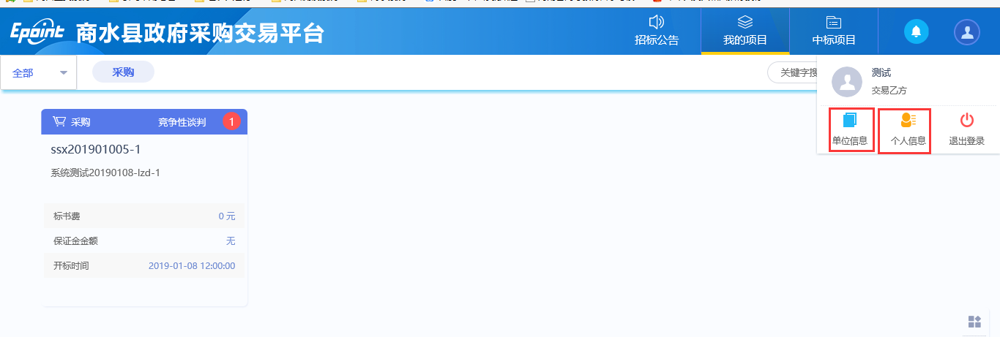 Epoint 商水县政府采购交易平台
招标公告
我的项目
中标项目
全部
采购
关键字搜
测试
交易乙方
单位信息
个人信息
退出登录
采购
竞争性谈判
1
ssx201901005-1
系统测试20190108-lzd-1
标书费
0 元
保证金金额
无
开标时间
2019-01-08 12:00:00